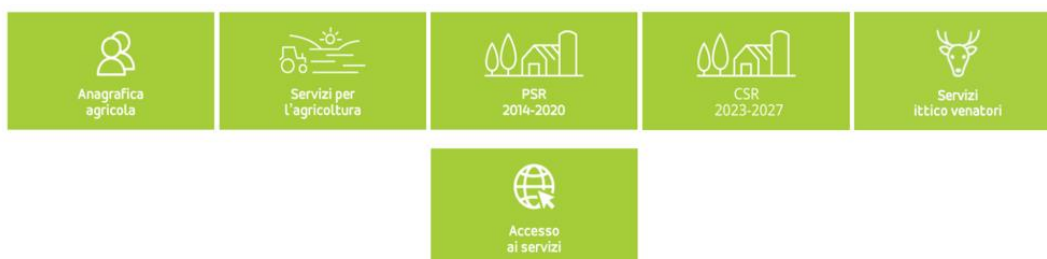 Anagrafica
agricola
Servizi per
l'agricoltura
PSR
2014-2020
CSR
2023-2027
Servizi
ittico venatori
Accesso
ai servizi